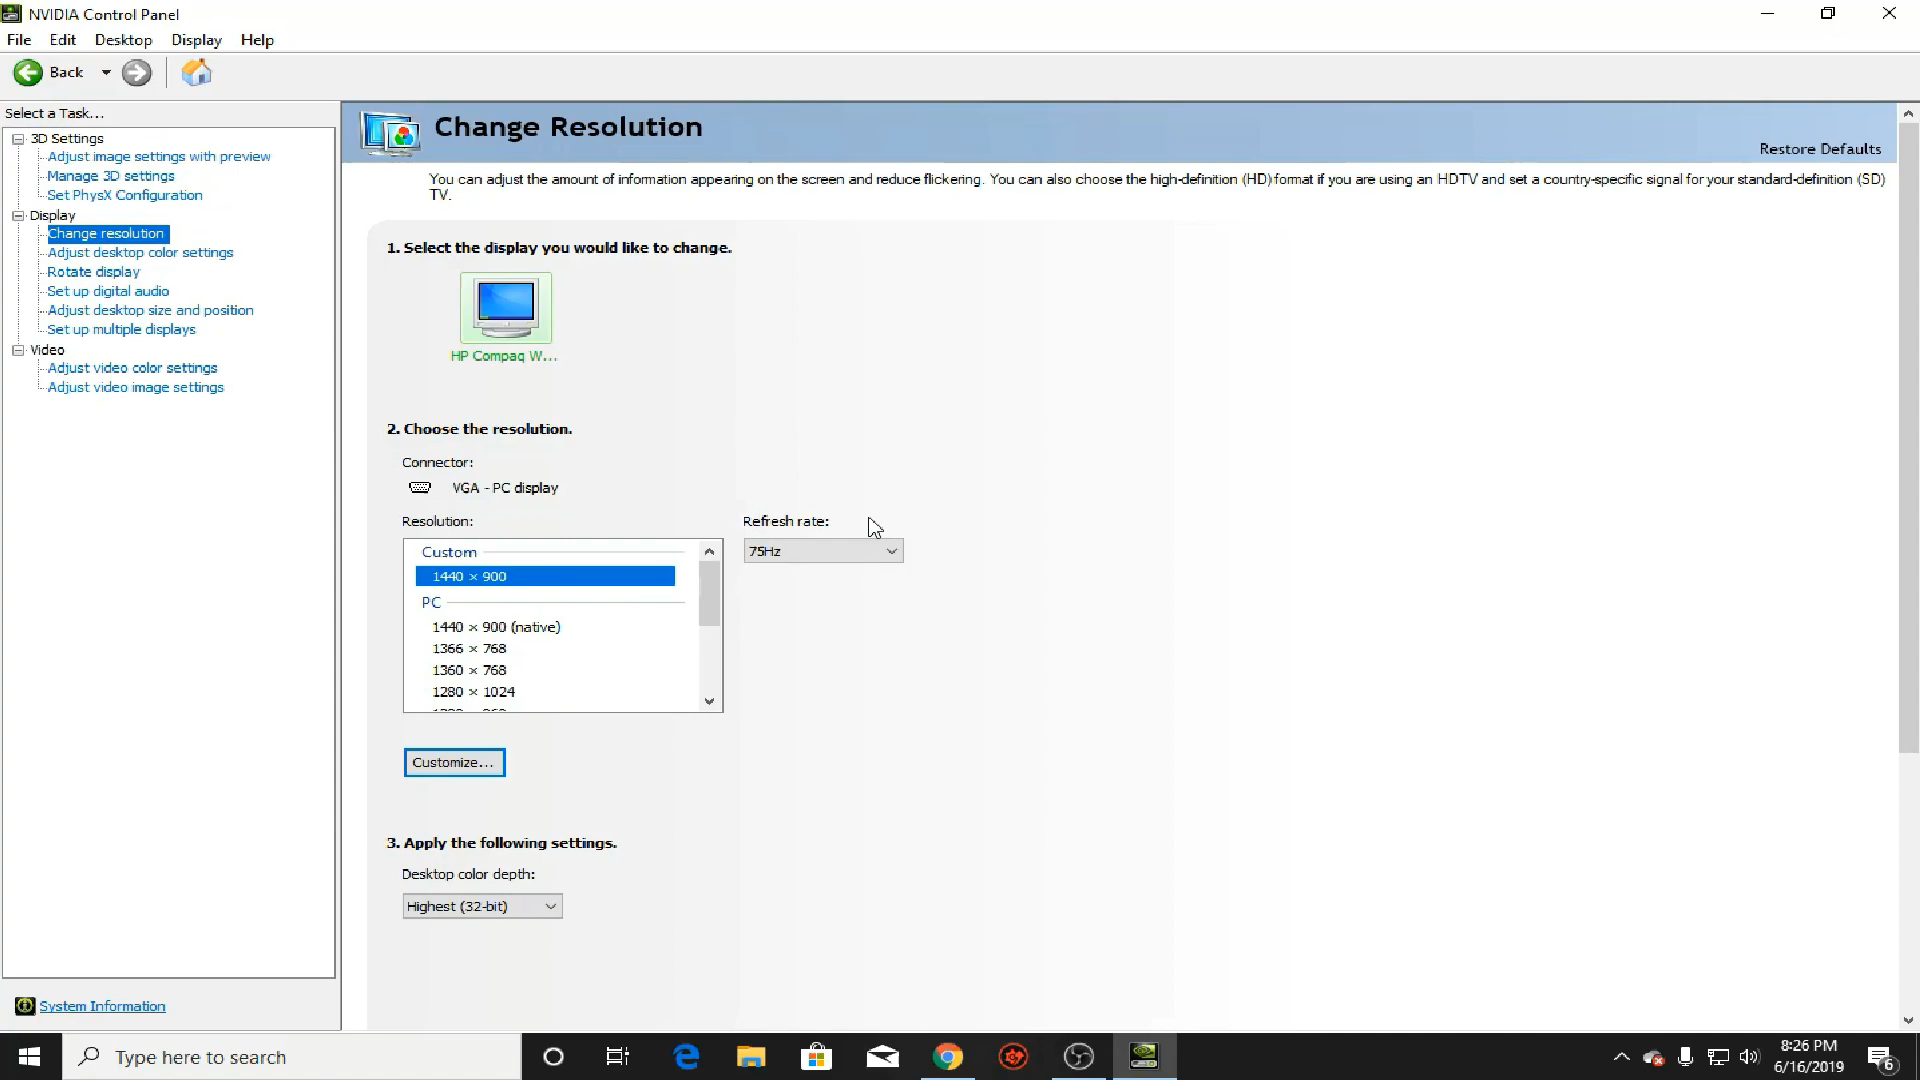 NVIDIA Control Panel
File Edit Desktop Display Help
Back
Select a Task...
3D Settings
Adjust image settings with preview
Manage 3D settings
Set PhysX Configuration
Display
Change resolution
Adjust desktop color settings
Rotate display
Set up digital audio
Adjust desktop size and position
Set up multiple displays
Video
Adjust video color settings
Adjust video image settings
System Information
Change Resolution
Restore Defaults
You can adjust the amount of information appearing on the screen and reduce flickering. You can also choose the high-definition (HD) format if you are using an HDTV and set a country-specific signal for your standard-definition (SD)
TV.
1. Select the display you would like to change.
HP Compaq W...
2. Choose the resolution.
Connector:
VGA - PC display
Resolution:
Refresh rate:
75Hz
Custom
1440 × 900
PC
1440 × 900 (native)
1366 × 768
1360 × 768
1280 × 1024
Customize...
3. Apply the following settings.
Desktop color depth:
Highest (32-bit)
Type here to search
8:26 PM
6/16/2019
6